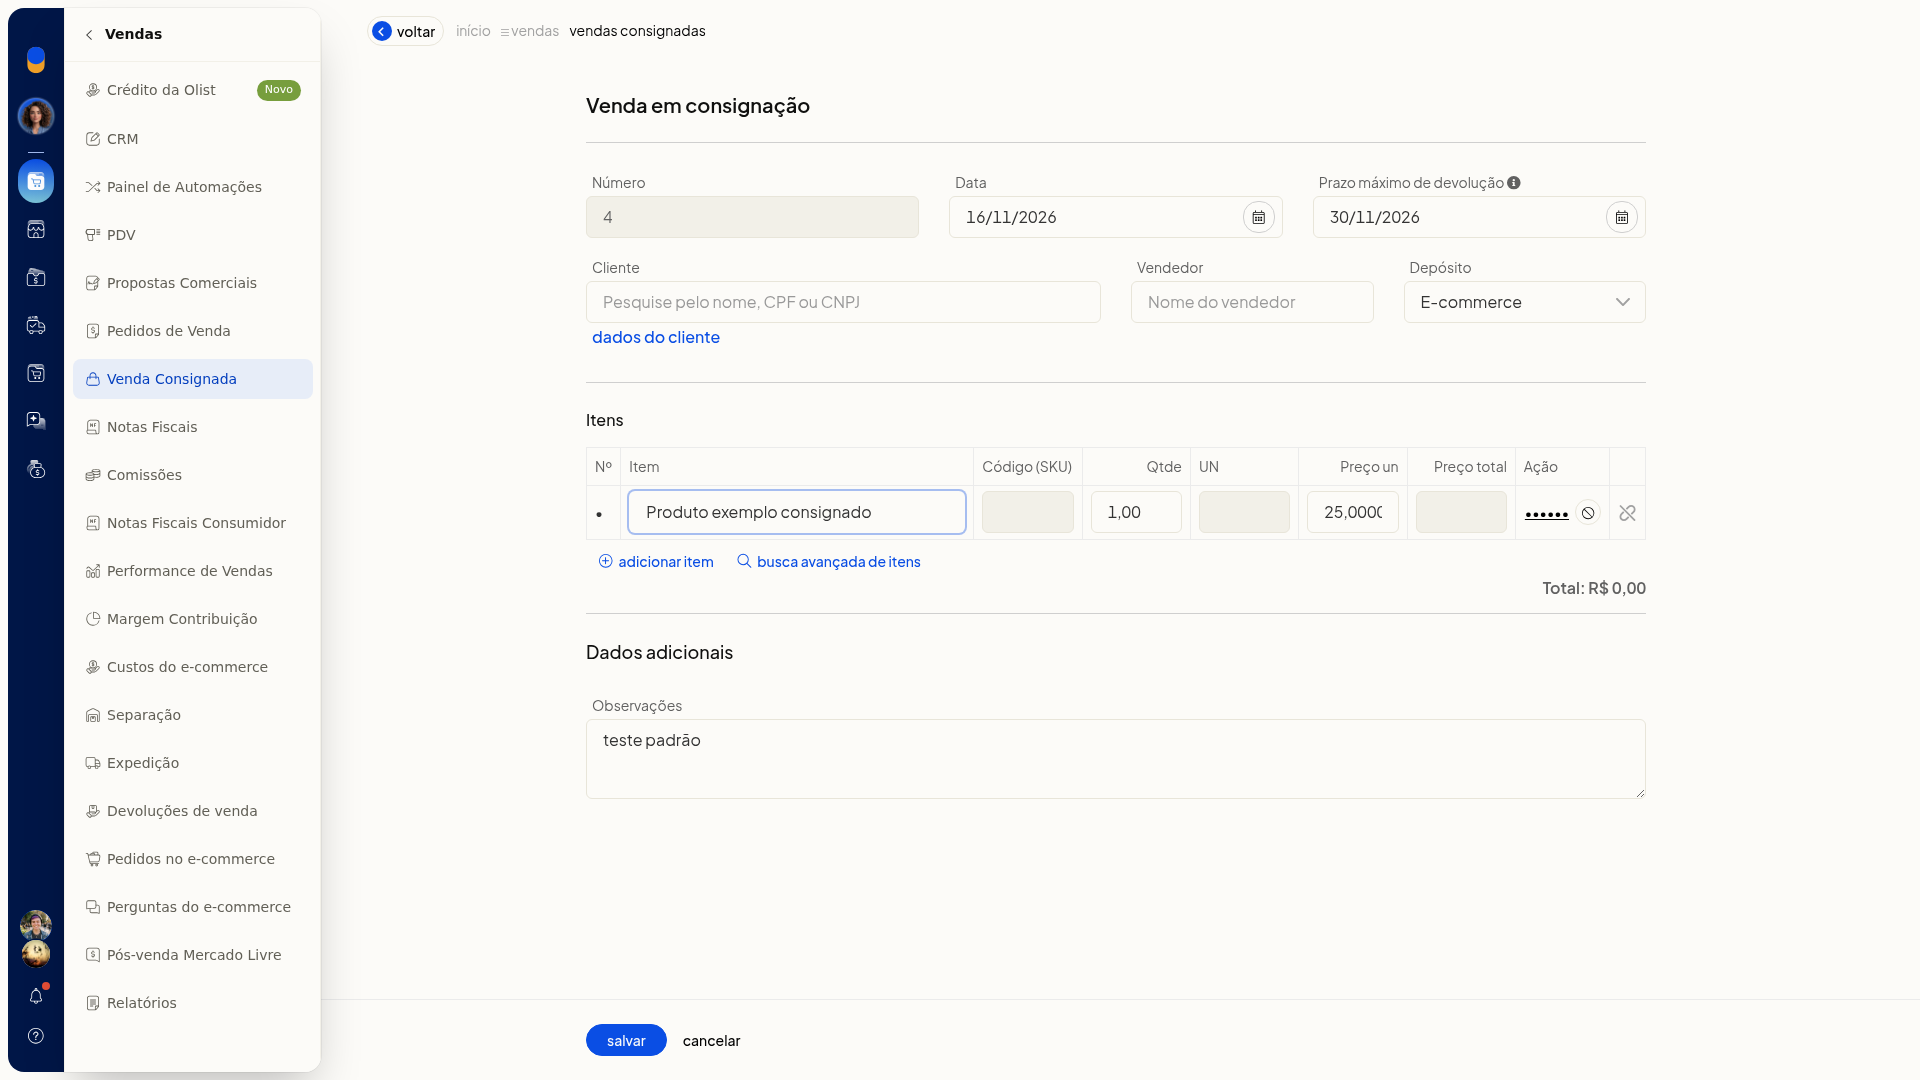 Vendas
Crédito da Olist
Novo
CRM
Painel de Automações
PDV
Propostas Comerciais
Pedidos de Venda
Venda Consignada
Notas Fiscais
Comissões
Notas Fiscais Consumidor
Performance de Vendas
Margem Contribuição
Custos do e-commerce
Separação
Expedição
Devoluções de venda
Pedidos no e-commerce
Perguntas do e-commerce
Pós-venda Mercado Livre
Relatórios
voltar início vendas vendas consignadas
Venda em consignação
Número Data Prazo máximo de devolução
4 16/11/2026 30/11/2026
Cliente Vendedor Depósito
Pesquise pelo nome, CPF ou CNPJ Nome do vendedor E-commerce
dados do cliente
Itens
Nº Item Código (SKU) Qtde UN Preço un Preço total Ação
Produto exemplo consignado 1,00 25,0000
adicionar item busca avançada de itens
Total: R$ 0,00
Dados adicionais
Observações
teste padrão
salvar cancelar